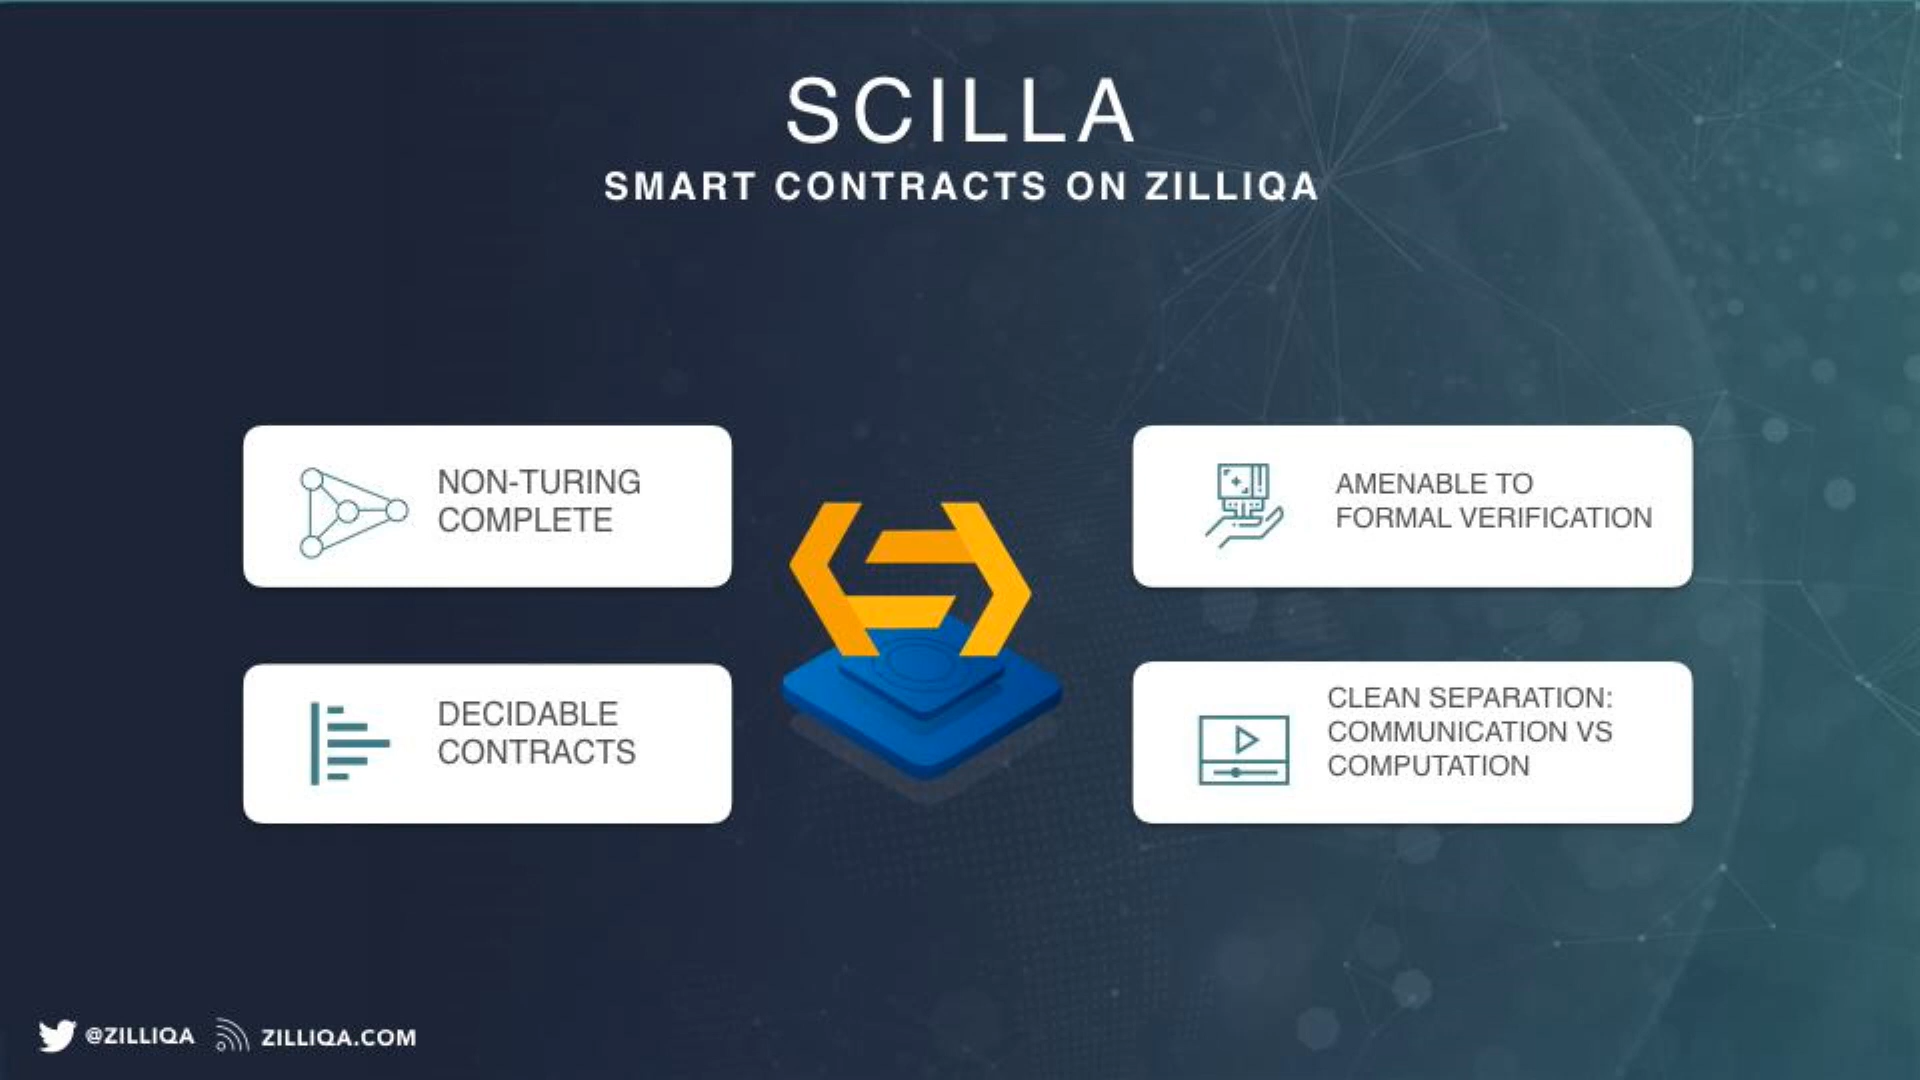 SCILLA
SMART CONTRACTS ON ZILLIQA
NON-TURING
COMPLETE
AMENABLE TO
FORMAL VERIFICATION
DECIDABLE
CONTRACTS
CLEAN SEPARATION:
COMMUNICATION VS
COMPUTATION
@ZILLIQA ZILLIQA.COM